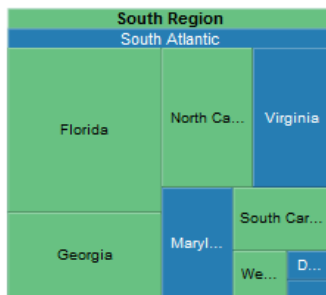 South Region
South Atlantic
Florida
North Ca...
Virginia
Georgia
Maryl...
South Car...
We...
D...